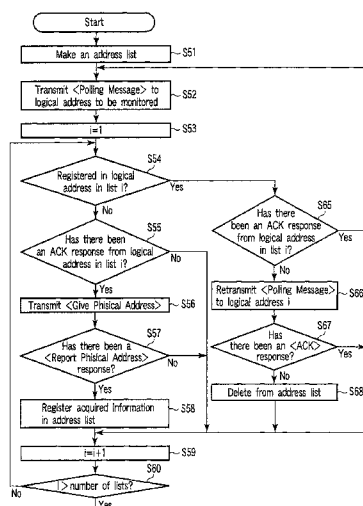 Start
Make an address list
S51
Transmit <Polling Message> to
logical address to be monitored
S52
i=1
S53
S54
Registered in logical
address in list i?
Yes
No
S55
Has there been
an ACK response from logical
address in list i?
No
Yes
Transmit <Give Phisical Address>
S56
S57
Has there been a
<Report Phisical Address>
response?
No
Yes
Register acquired information
in address list
S58
i=i+1
S59
S60
i>number of lists?
No
Yes
S65
Has there
been an ACK response
from logical address
in list i?
Yes
No
Retransmit <Polling Message>
to logical address i
S66
S67
Has
there been an <ACK>
response?
Yes
No
Delete from address list
S68